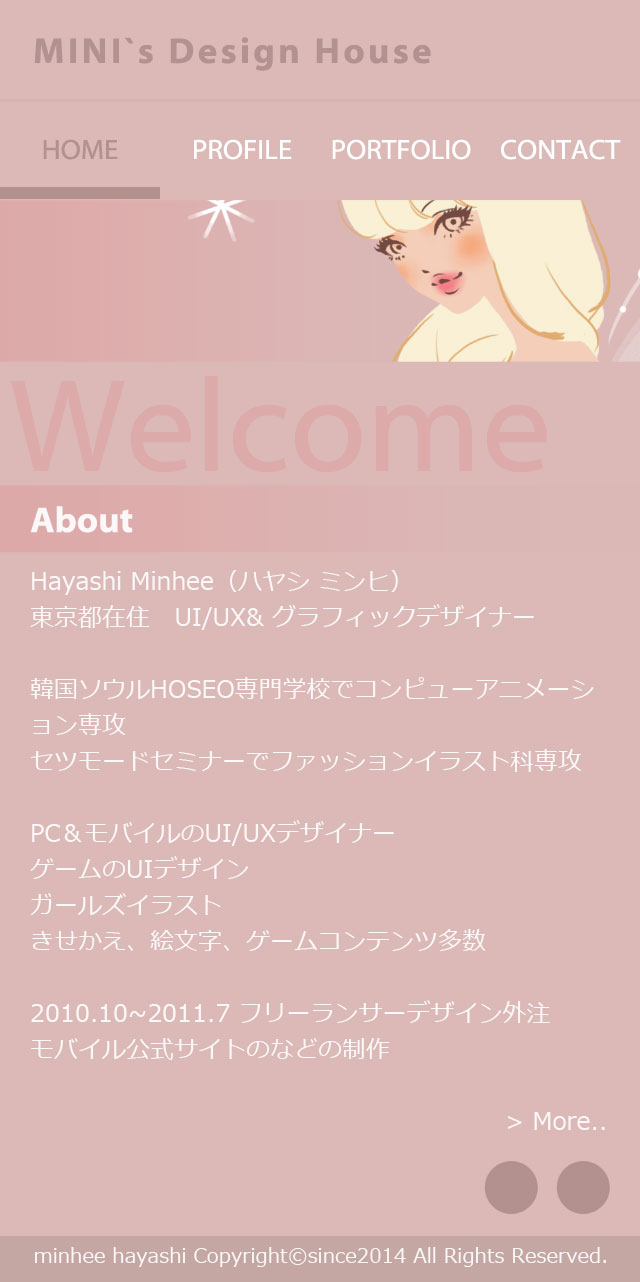 MINI`s Design House
HOME PROFILE PORTFOLIO CONTACT
Welcome
About
Hayashi Minhee（ハヤシ ミンヒ）
東京都在住　UI/UX& グラフィックデザイナー
韓国ソウルHOSEO専門学校でコンピューアニメーシ
ョン専攻
セツモードセミナーでファッションイラスト科専攻
PC＆モバイルのUI/UXデザイナー
ゲームのUIデザイン
ガールズイラスト
きせかえ、絵文字、ゲームコンテンツ多数
2010.10~2011.7 フリーランサーデザイン外注
モバイル公式サイトのなどの制作
> More..
minhee hayashi Copyright©since2014 All Rights Reserved.